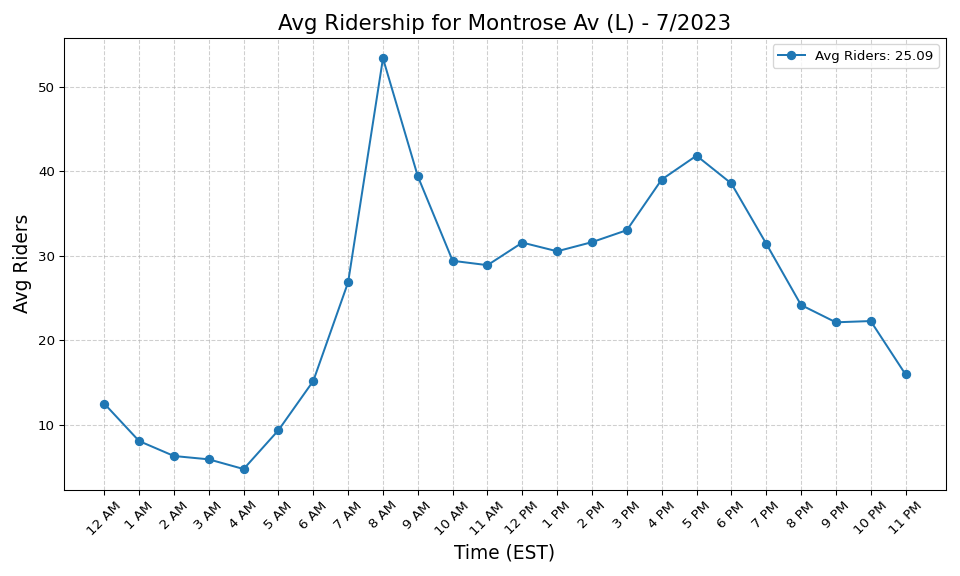 Avg Ridership for Montrose Av (L) - 7/2023
Avg Riders: 25.09
Avg Riders
50
40
30
20
10
12 AM
1 AM
2 AM
3 AM
4 AM
5 AM
6 AM
7 AM
8 AM
9 AM
10 AM
11 AM
12 PM
1 PM
2 PM
3 PM
4 PM
5 PM
6 PM
7 PM
8 PM
9 PM
10 PM
11 PM
Time (EST)